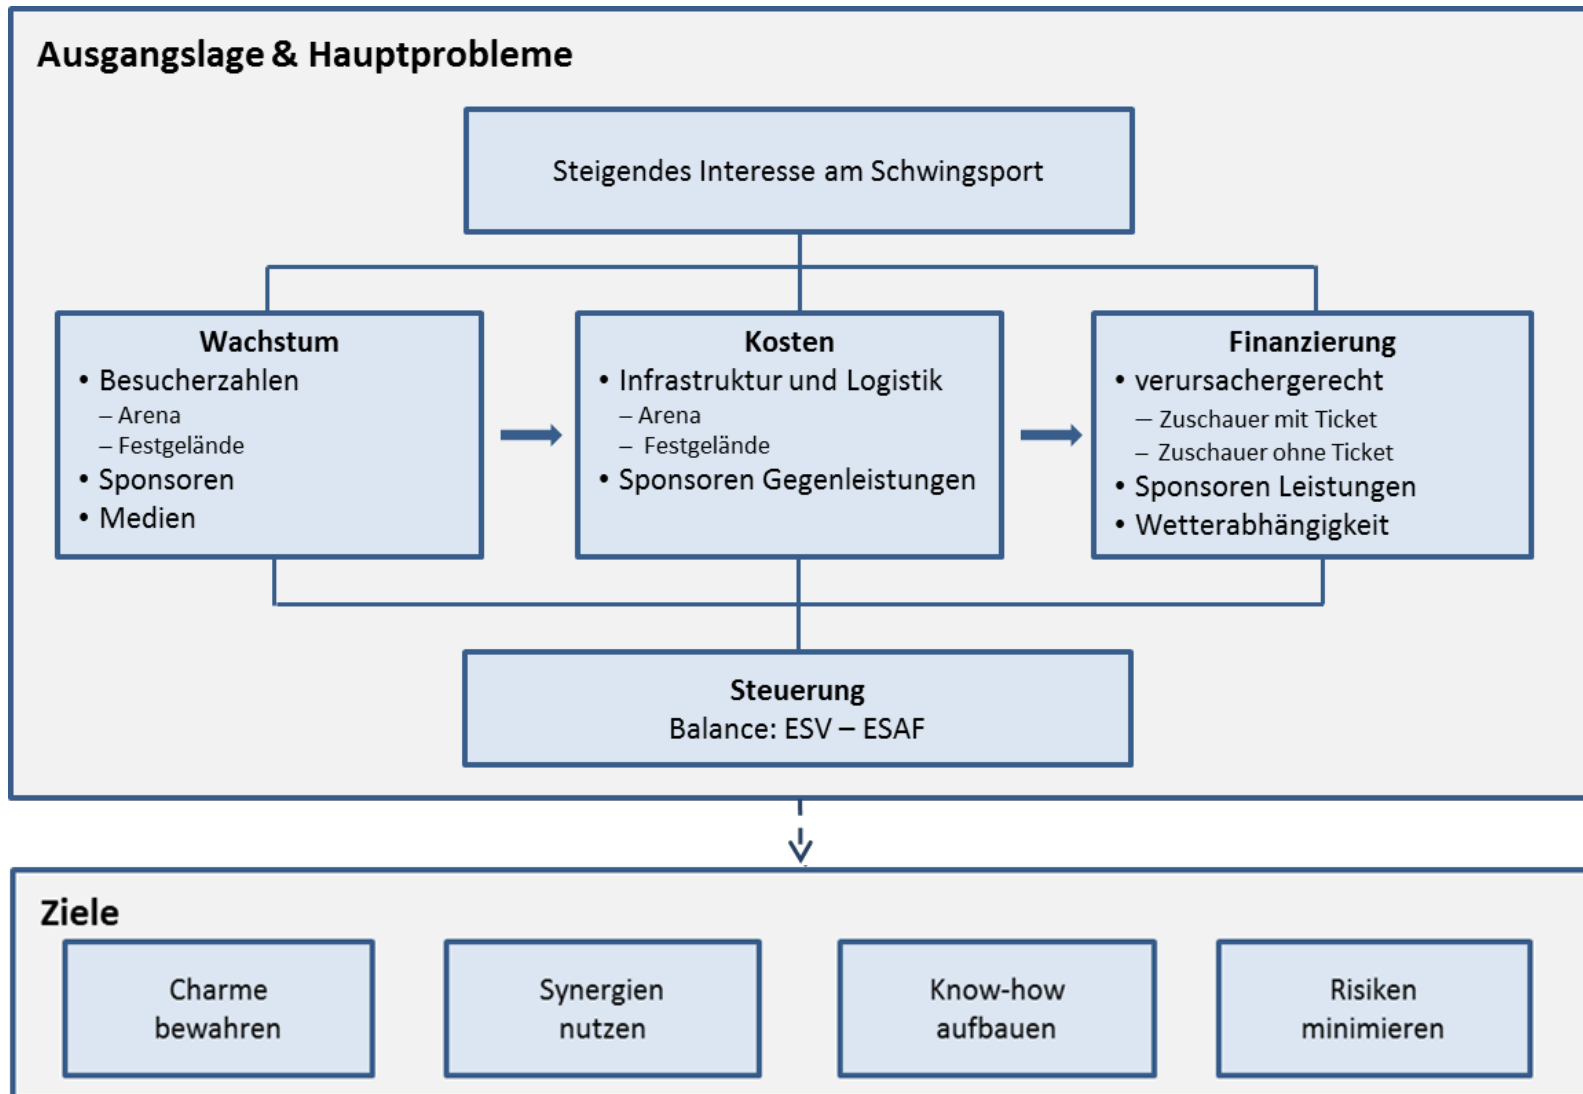 Ausgangslage & Hauptprobleme
Steigendes Interesse am Schwingsport
Wachstum
• Besucherzahlen
– Arena
– Festgelände
• Sponsoren
• Medien
Kosten
• Infrastruktur und Logistik
– Arena
– Festgelände
• Sponsoren Gegenleistungen
Finanzierung
• verursachergerecht
– Zuschauer mit Ticket
– Zuschauer ohne Ticket
• Sponsoren Leistungen
• Wetterabhängigkeit
Steuerung
Balance: ESV – ESAF
Ziele
Charme
bewahren
Synergien
nutzen
Know-how
aufbauen
Risiken
minimieren